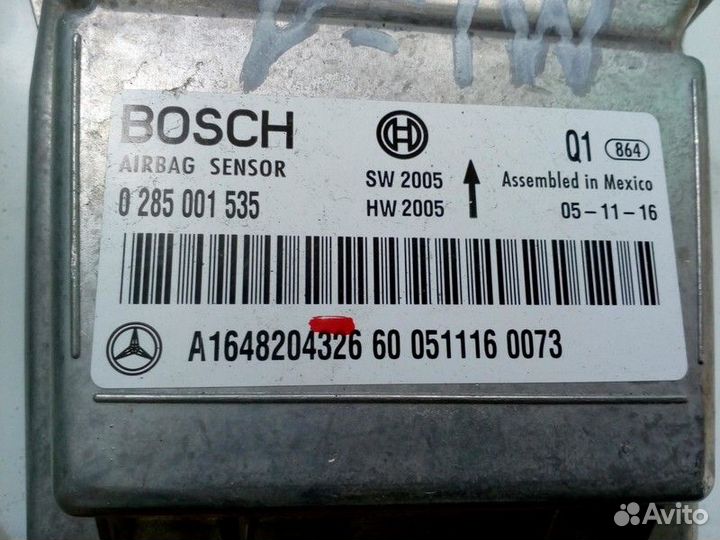 BOSCH
AIRBAG SENSOR
0 285 001 535
SW 2005
HW 2005
Q1 864
Assembled in Mexico
05-11-16
A1648204326 60 051116 0073
Avito